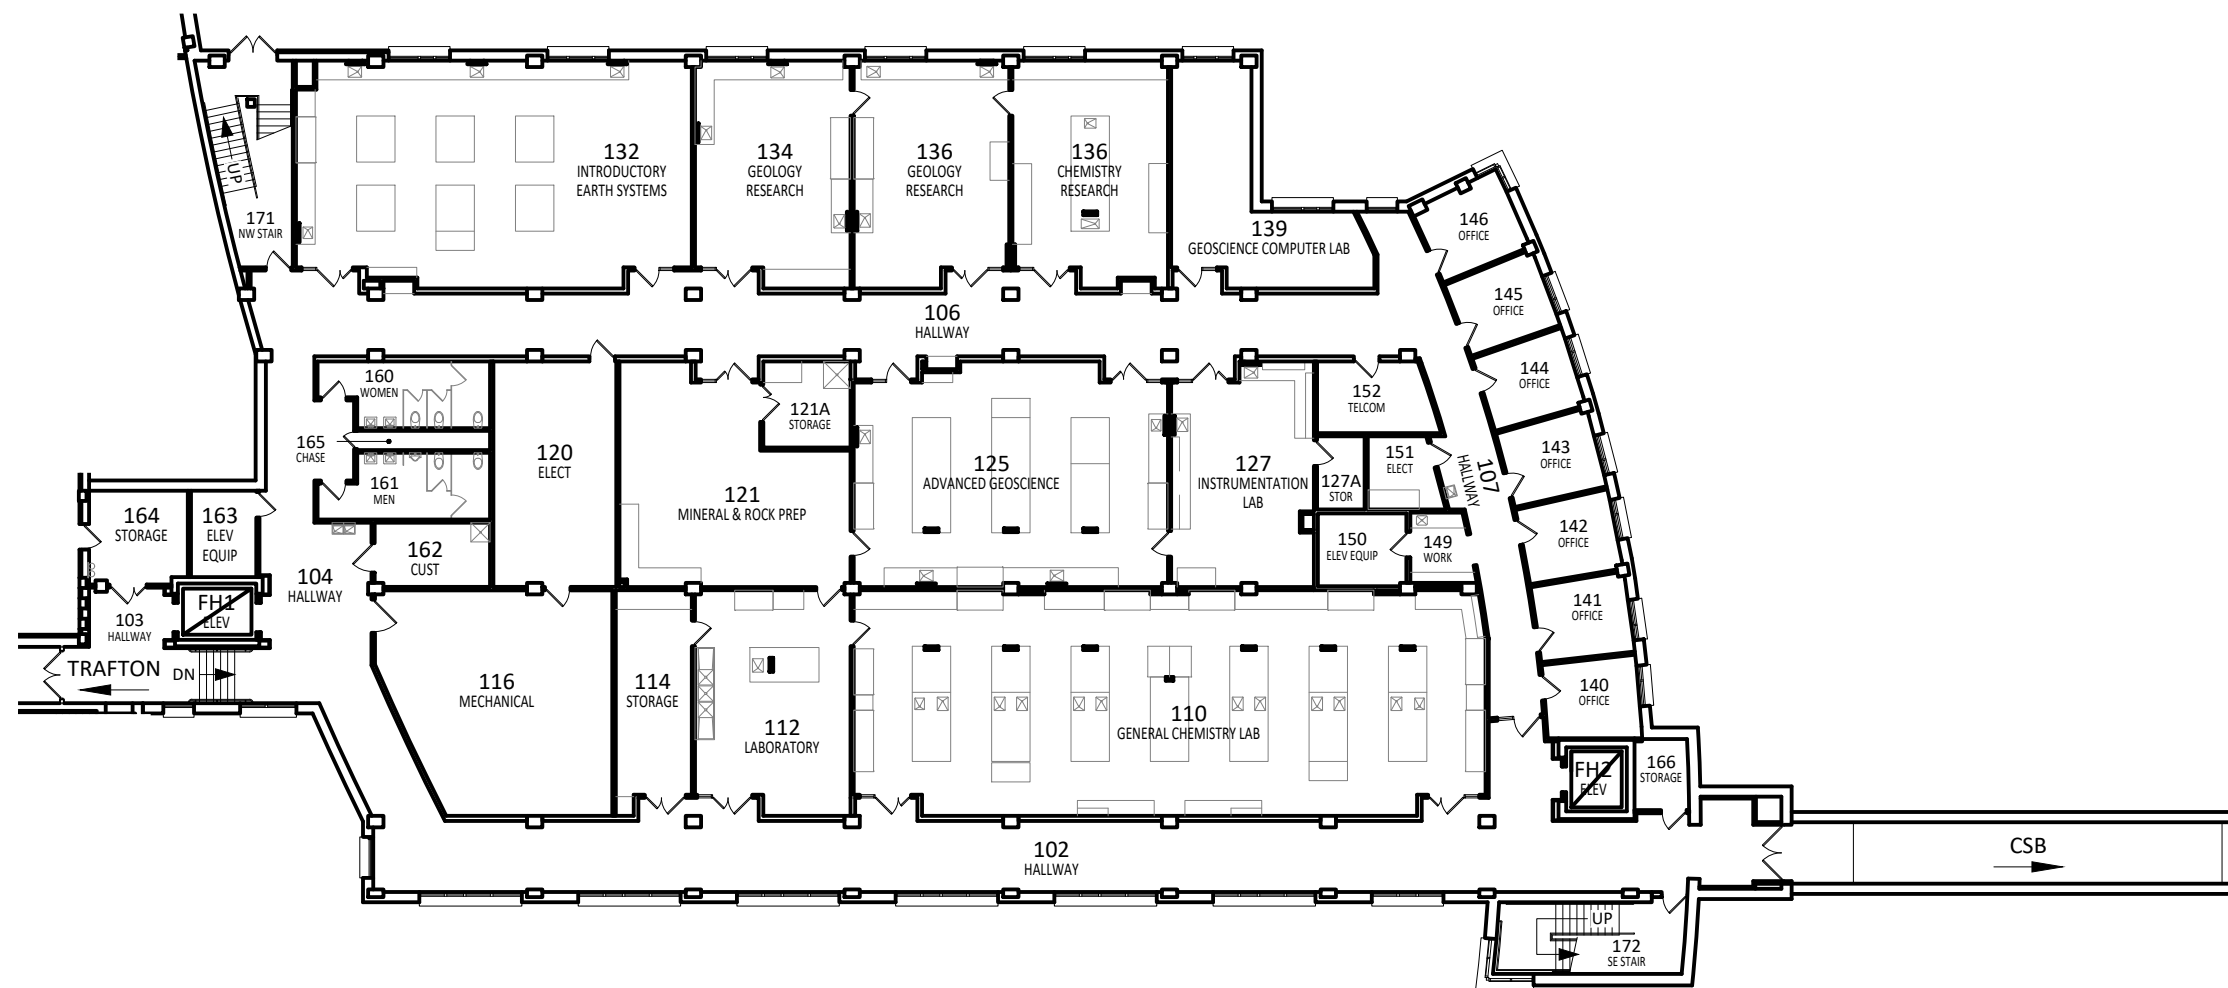 132
INTRODUCTORY
EARTH SYSTEMS
134
GEOLOGY
RESEARCH
136
GEOLOGY
RESEARCH
136
CHEMISTRY
RESEARCH
UP
171
NW STAIR
139
GEOSCIENCE COMPUTER LAB
146
OFFICE
145
OFFICE
106
HALLWAY
144
OFFICE
160
WOMEN
152
TELCOM
121A
STORAGE
165
CHASE
120
ELECT
125
ADVANCED GEOSCIENCE
127
INSTRUMENTATION
LAB
151
ELECT
107
HALLWAY
143
OFFICE
161
MEN
121
MINERAL & ROCK PREP
127A
STOR
164
STORAGE
163
ELEV
EQUIP
162
CUST
150
ELEV EQUIP
149
WORK
142
OFFICE
104
HALLWAY
FH1
ELEV
103
HALLWAY
141
OFFICE
TRAFTON
DN
116
MECHANICAL
114
STORAGE
112
LABORATORY
110
GENERAL CHEMISTRY LAB
140
OFFICE
FH2
ELEV
166
STORAGE
102
HALLWAY
CSB
UP
172
SE STAIR